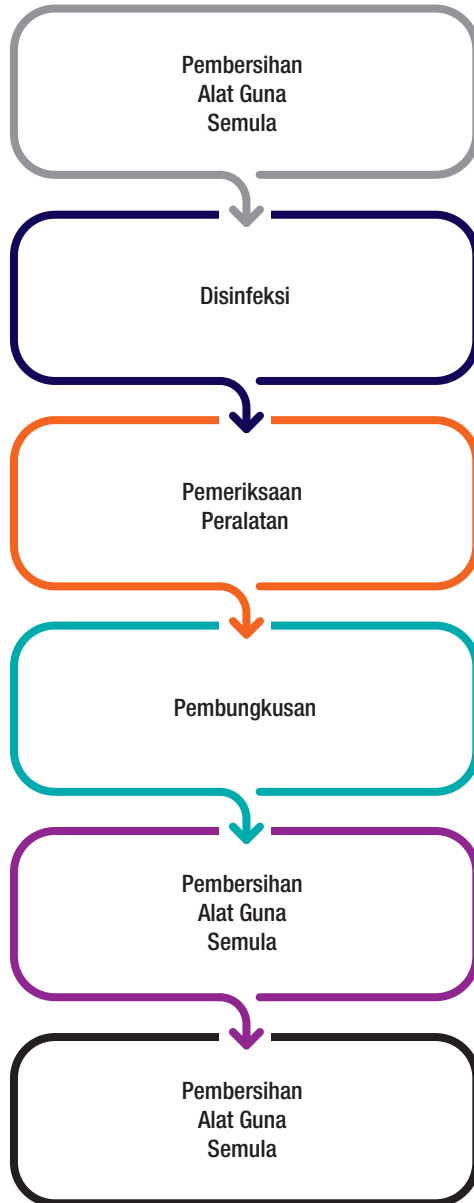 Pembersihan
Alat Guna
Semula
Disinfeksi
Pemeriksaan
Peralatan
Pembungkusan
Pembersihan
Alat Guna
Semula
Pembersihan
Alat Guna
Semula